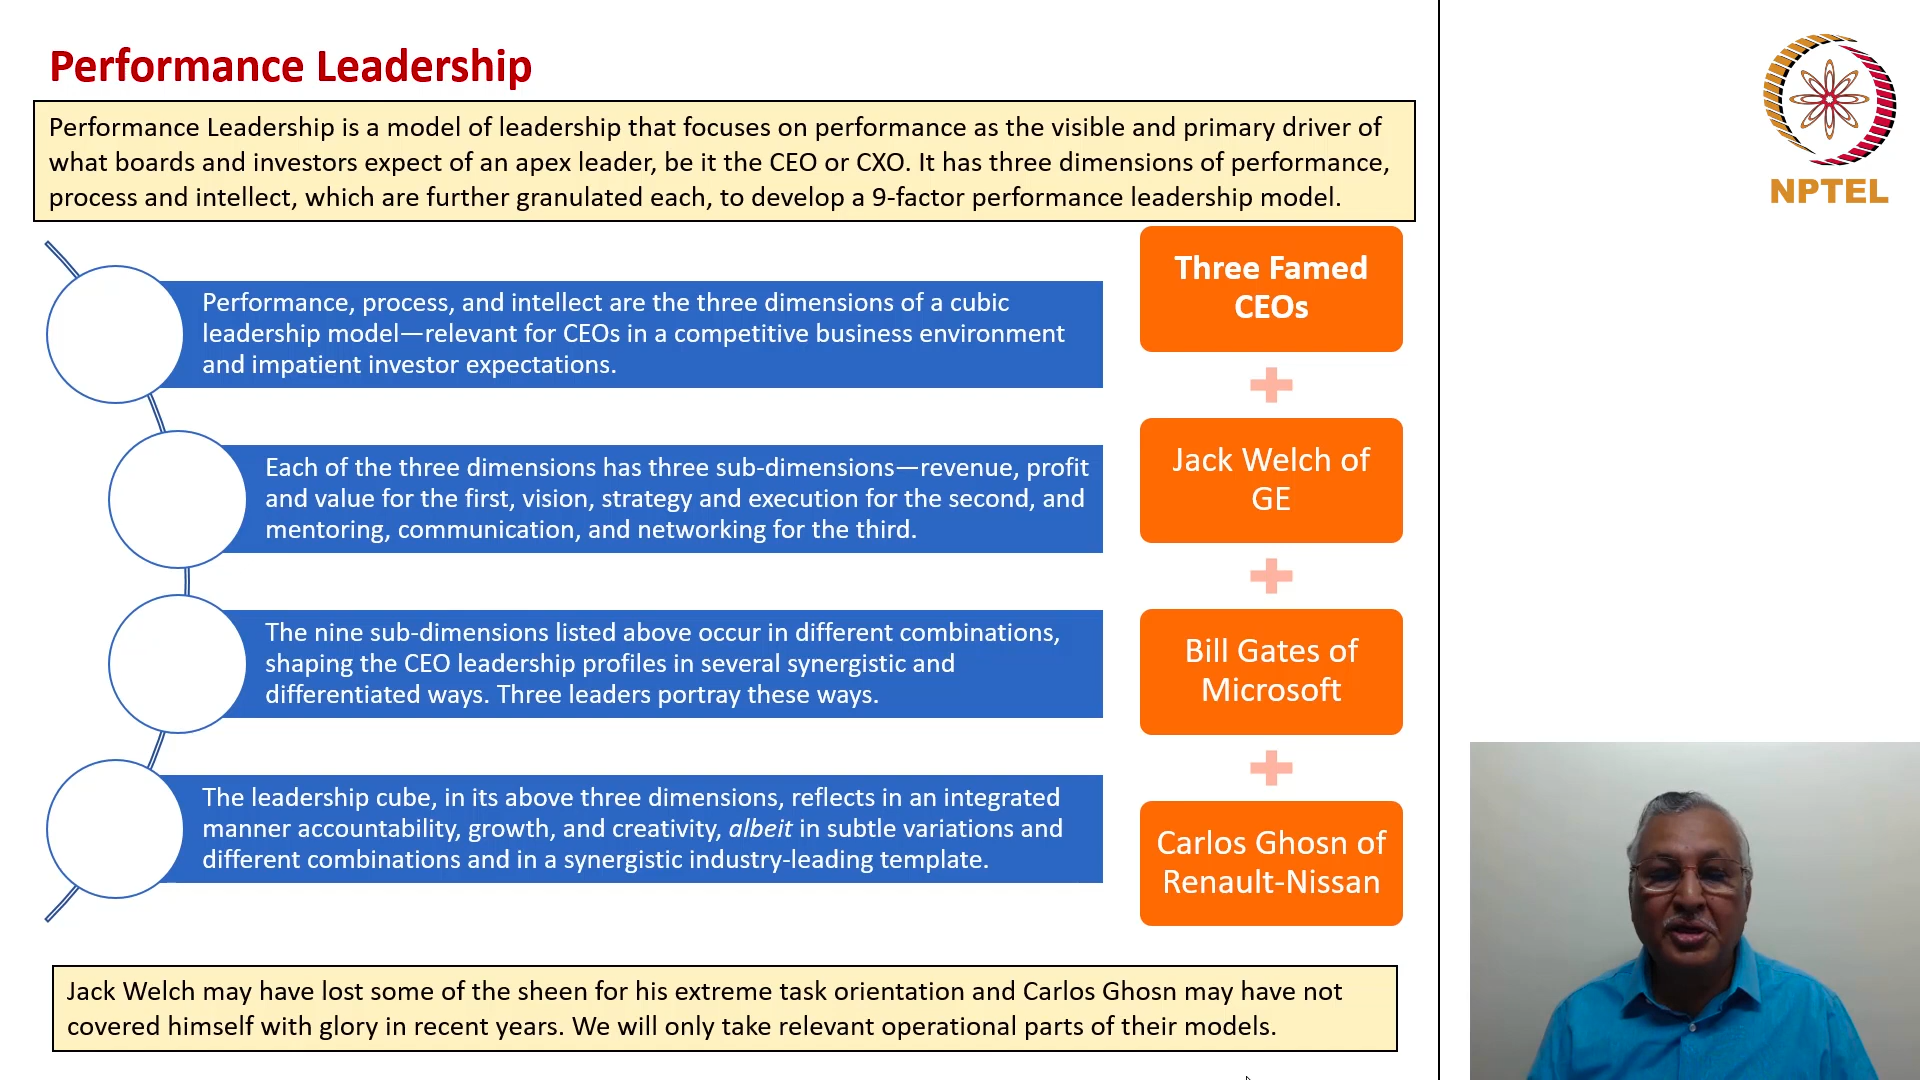 Performance Leadership
Performance Leadership is a model of leadership that focuses on performance as the visible and primary driver of
what boards and investors expect of an apex leader, be it the CEO or CXO. It has three dimensions of performance,
process and intellect, which are further granulated each, to develop a 9-factor performance leadership model.
Performance, process, and intellect are the three dimensions of a cubic
leadership model—relevant for CEOs in a competitive business environment
and impatient investor expectations.
Each of the three dimensions has three sub-dimensions—revenue, profit
and value for the first, vision, strategy and execution for the second, and
mentoring, communication, and networking for the third.
The nine sub-dimensions listed above occur in different combinations,
shaping the CEO leadership profiles in several synergistic and
differentiated ways. Three leaders portray these ways.
The leadership cube, in its above three dimensions, reflects in an integrated
manner accountability, growth, and creativity, albeit in subtle variations and
different combinations and in a synergistic industry-leading template.
Three Famed
CEOs
Jack Welch of
GE
Bill Gates of
Microsoft
Carlos Ghosn of
Renault-Nissan
Jack Welch may have lost some of the sheen for his extreme task orientation and Carlos Ghosn may have not
covered himself with glory in recent years. We will only take relevant operational parts of their models.
NPTEL